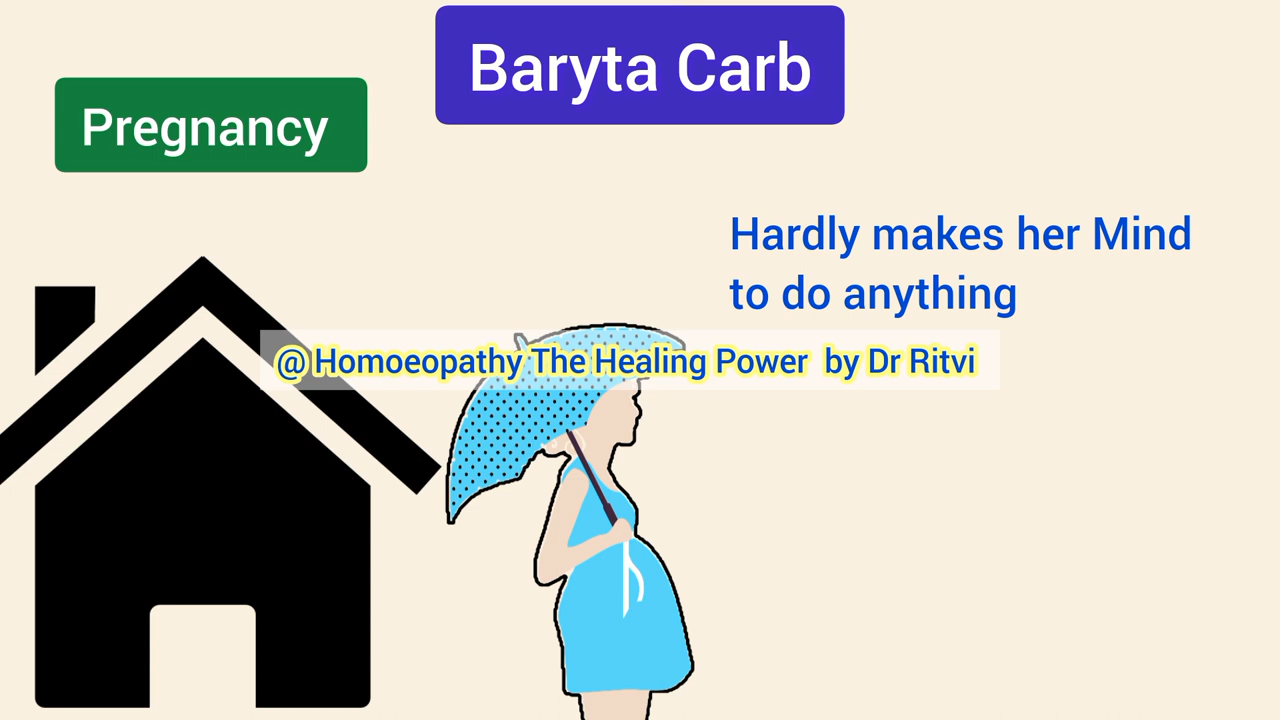 Baryta Carb
Pregnancy
Hardly makes her Mind
to do anything
@ Homoeopathy The Healing Power by Dr Ritvi